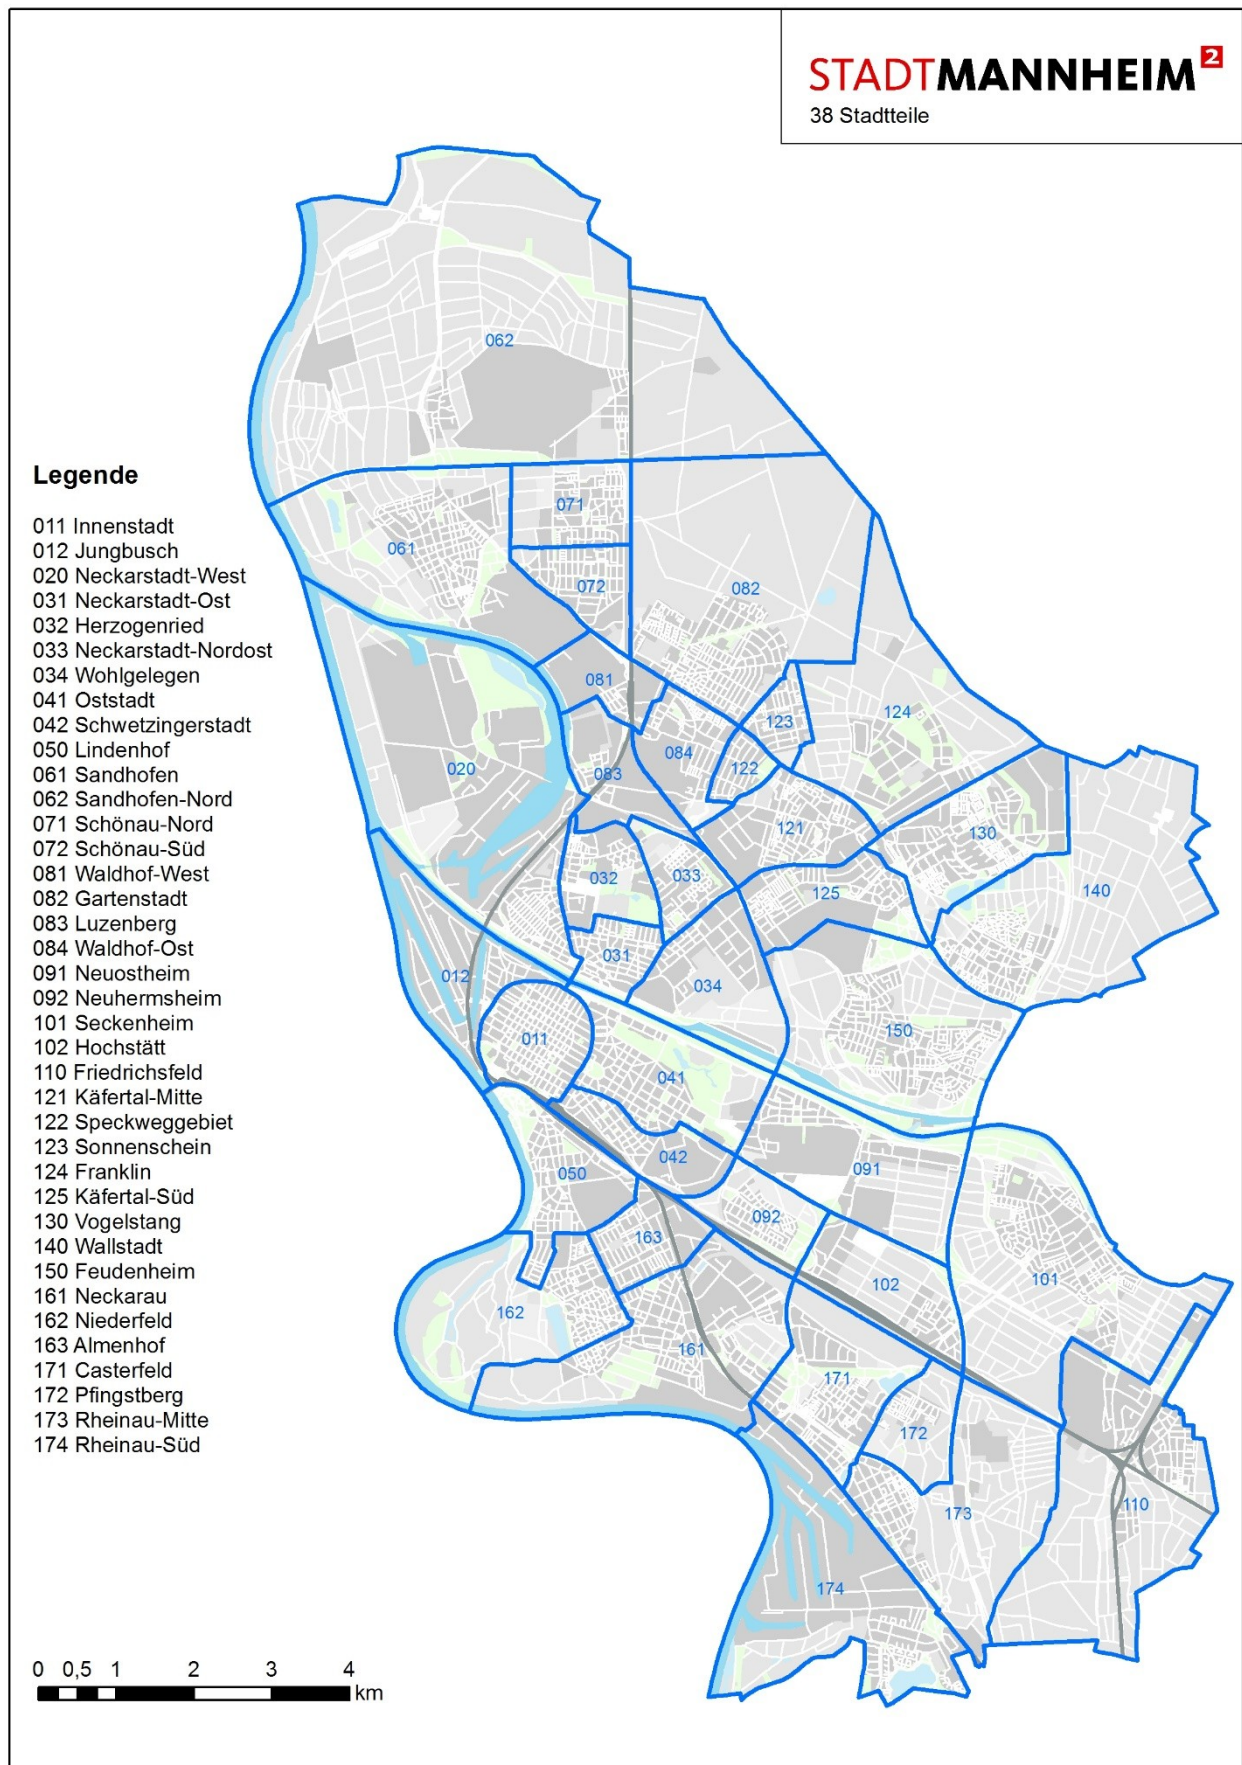 STADTMANNHEIM²
38 Stadtteile
Legende
011 Innenstadt
012 Jungbusch
020 Neckarstadt-West
031 Neckarstadt-Ost
032 Herzogenried
033 Neckarstadt-Nordost
034 Wohlgelegen
041 Oststadt
042 Schwetzingerstadt
050 Lindenhof
061 Sandhofen
062 Sandhofen-Nord
071 Schönau-Nord
072 Schönau-Süd
081 Waldhof-West
082 Gartenstadt
083 Luzenberg
084 Waldhof-Ost
091 Neuostheim
092 Neuhermsheim
101 Seckenheim
102 Hochstätt
110 Friedrichsfeld
121 Käfertal-Mitte
122 Speckweggebiet
123 Sonnenschein
124 Franklin
125 Käfertal-Süd
130 Vogelstang
140 Wallstadt
150 Feudenheim
161 Neckarau
162 Niederfeld
163 Almenhof
171 Casterfeld
172 Pfingstberg
173 Rheinau-Mitte
174 Rheinau-Süd
062
071
061
072
082
081
123
124
084
122
020
083
121
130
032
033
125
140
031
012
034
011
150
041
042
050
091
092
163
102
101
162
161
171
172
110
173
174
0 0,5 1 2 3 4
km